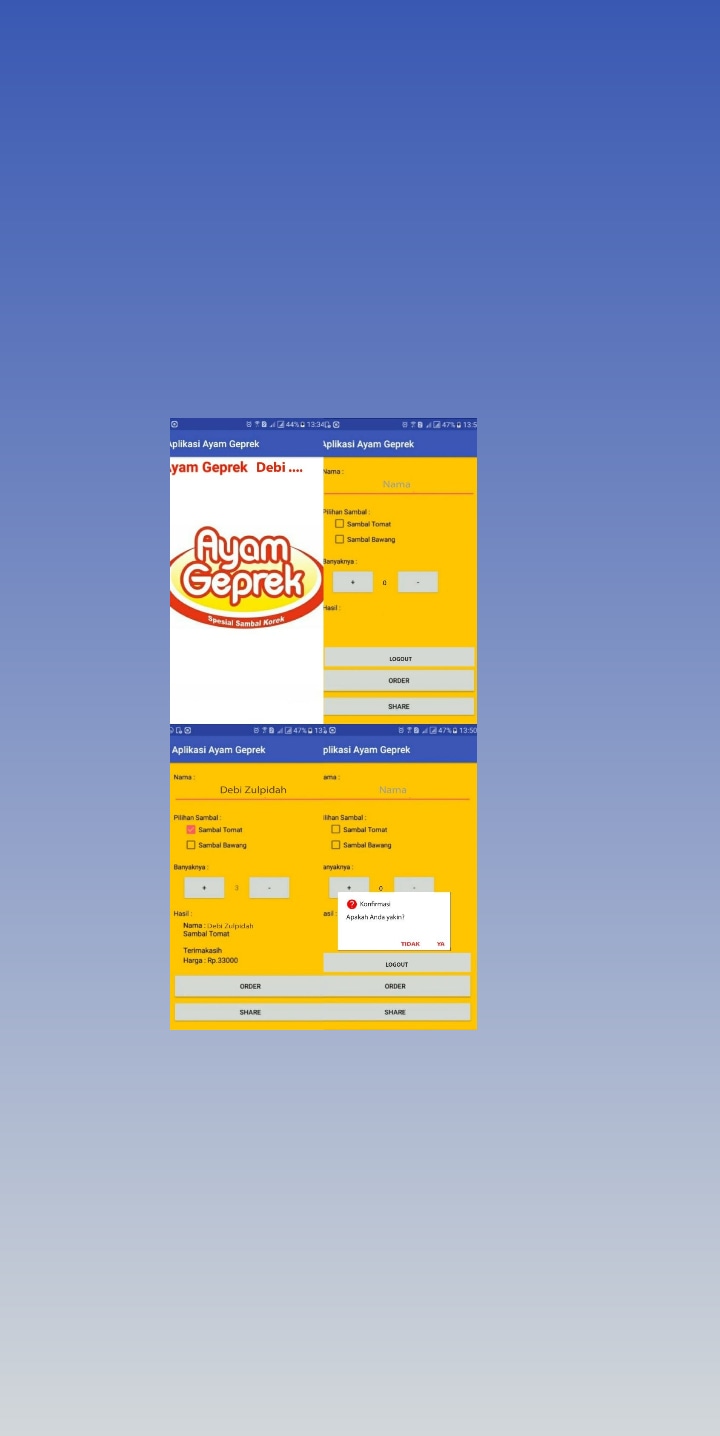 44% 13:34
Aplikasi Ayam Geprek
Ayam Geprek Debi ....
Ayam
Geprek
Spesial Sambal Korek
47% 13:5
Aplikasi Ayam Geprek
Nama :
Nama
Pilihan Sambal :
Sambal Tomat
Sambal Bawang
Banyaknya :
+ 0 -
Hasil :
LOGOUT
ORDER
SHARE
47% 13
Aplikasi Ayam Geprek
Nama :
Debi Zulpidah
Pilihan Sambal :
Sambal Tomat
Sambal Bawang
Banyaknya :
+ 3 -
Hasil :
Nama : Debi Zulpidah
Sambal Tomat
Terimakasih
Harga : Rp.33000
ORDER
SHARE
47% 13:50
plikasi Ayam Geprek
ama :
Nama
ilihan Sambal :
Sambal Tomat
Sambal Bawang
anyaknya :
+ 0 -
asil :
? Konfirmasi
Apakah Anda yakin?
TIDAK YA
LOGOUT
ORDER
SHARE